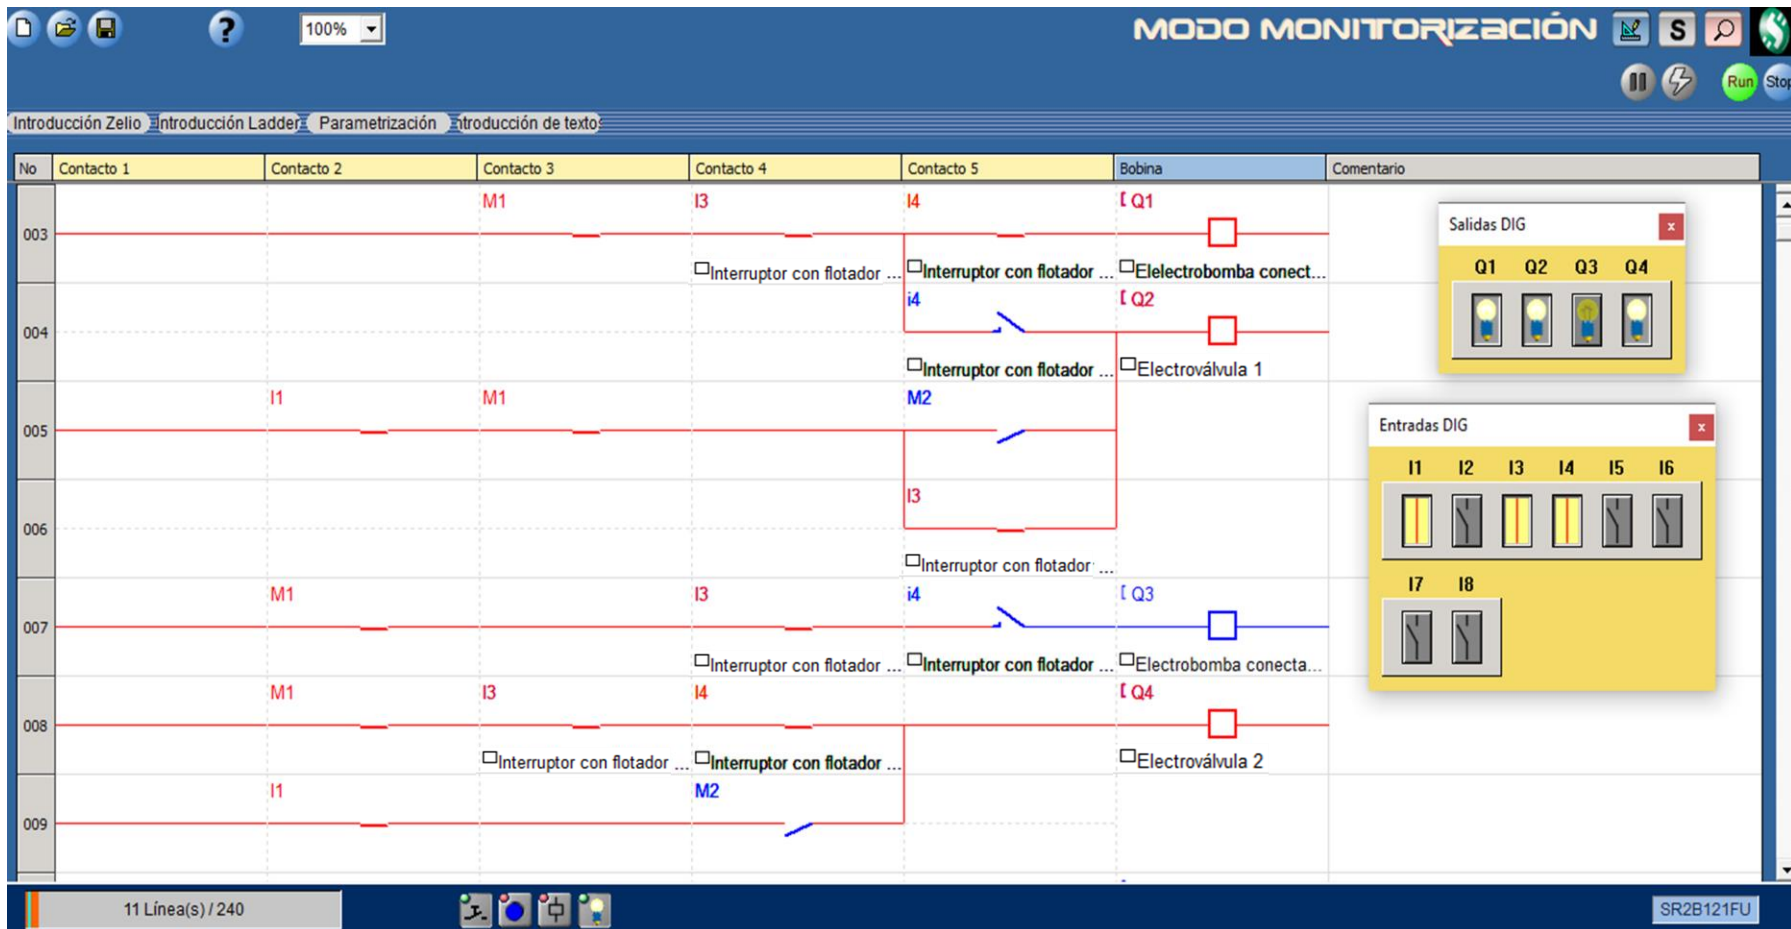 ?
100%
MODO MONITORIZACIÓN
S
Run
Stop
Introducción Zelio
Introducción Ladder
Parametrización
ntroducción de textos
No
Contacto 1
Contacto 2
Contacto 3
Contacto 4
Contacto 5
Bobina
Comentario
003
M1
I3
I4
[ Q1
Interruptor con flotador ...
Interruptor con flotador ...
Elelectrobomba conect...
004
i4
[ Q2
Interruptor con flotador ...
Electroválvula 1
005
I1
M1
M2
006
I3
Interruptor con flotador ...
007
M1
I3
i4
[ Q3
Interruptor con flotador ...
Interruptor con flotador ...
Electrobomba conecta...
008
M1
I3
I4
[ Q4
Interruptor con flotador ...
Interruptor con flotador ...
Electroválvula 2
009
I1
M2
Salidas DIG
x
Q1 Q2 Q3 Q4
Entradas DIG
x
I1 I2 I3 I4 I5 I6
I7 I8
11 Línea(s) / 240
SR2B121FU